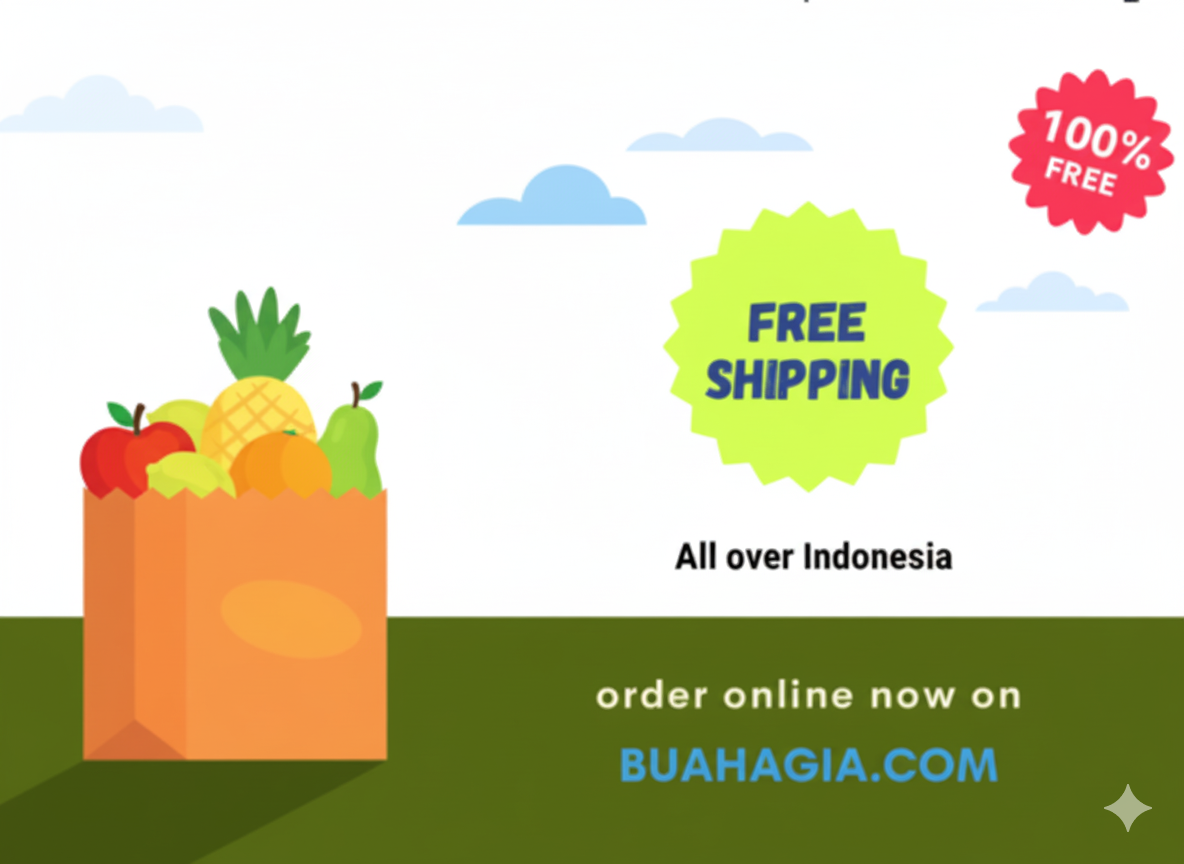 100%
FREE
FREE
SHIPPING
All over Indonesia
order online now on
BUAHAGIA.COM